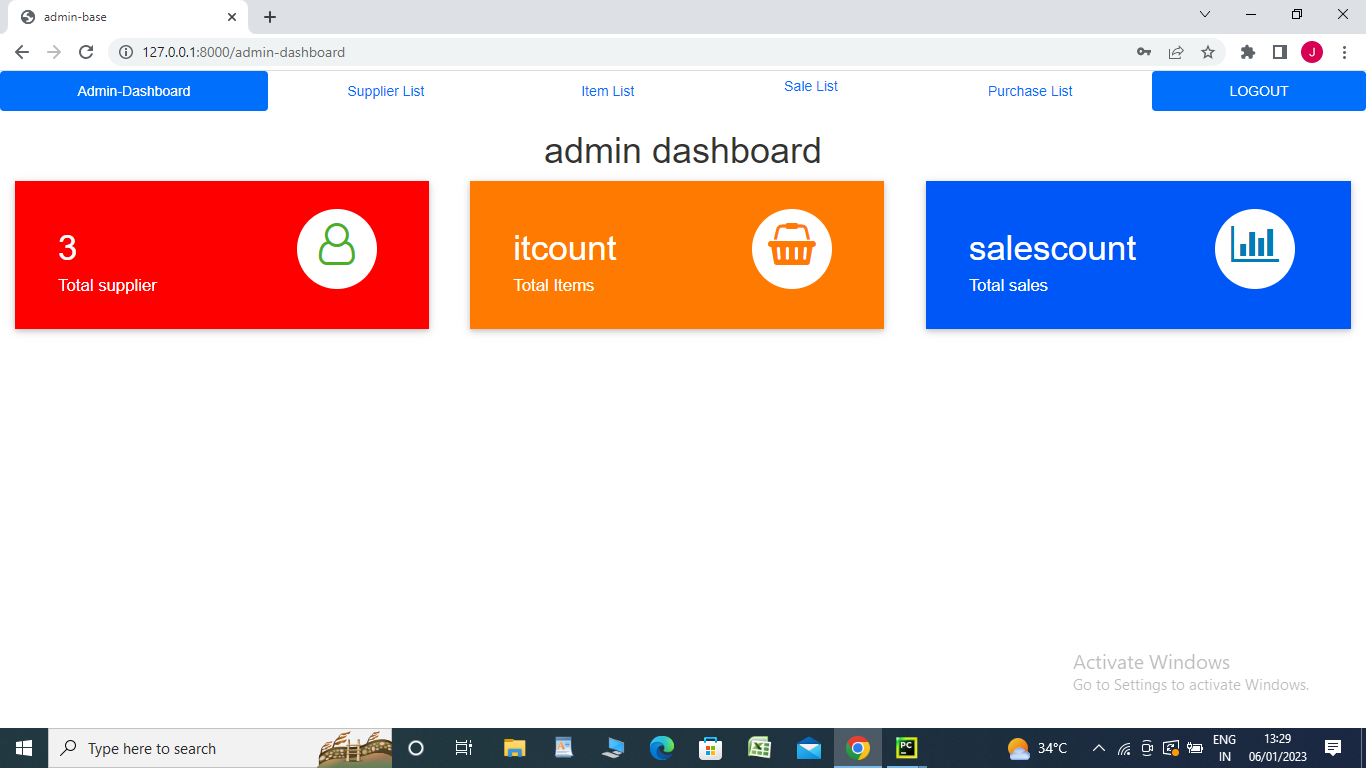 admin-base
127.0.0.1:8000/admin-dashboard
J
Admin-Dashboard
Supplier List
Item List
Sale List
Purchase List
LOGOUT
admin dashboard
3
Total supplier
itcount
Total Items
salescount
Total sales
Activate Windows
Go to Settings to activate Windows.
Type here to search
PC
34°C
ENG
IN
13:29
06/01/2023